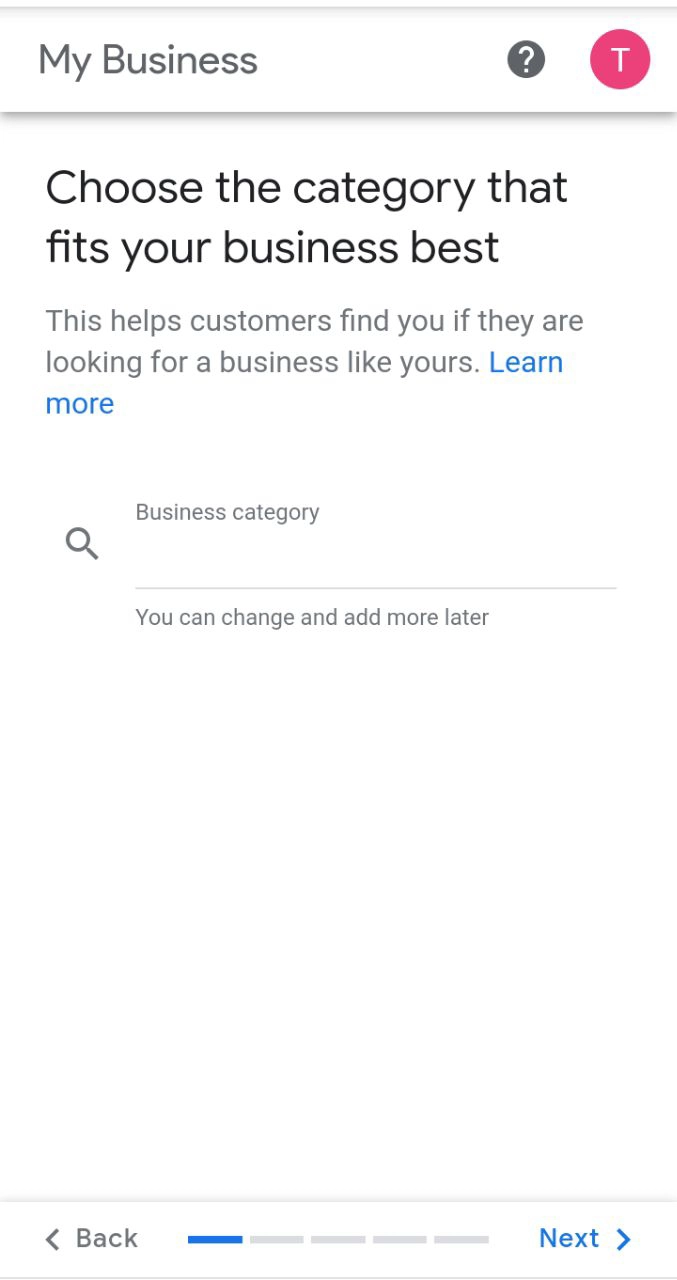 My Business
?
T
Choose the category that
fits your business best
This helps customers find you if they are
looking for a business like yours. Learn
more
Business category
You can change and add more later
Back
Next